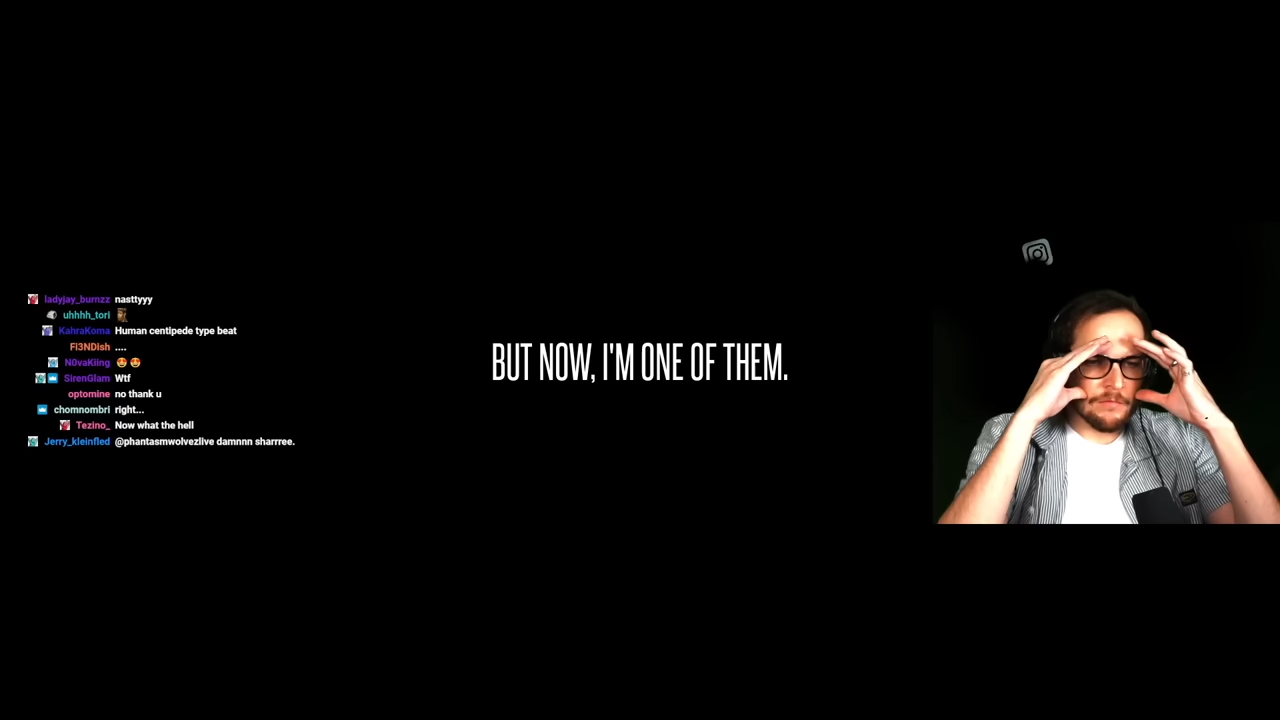 ladyjay_burnzz nasttyyy
uhhhh_tori
KahraKoma Human centipede type beat
Fi3NDish ....
N0vaKiing 😍 😍
SirenGlam Wtf
optomine no thank u
chomnombri right...
Tezino_ Now what the hell
Jerry_kleinfled @phantasmwolvezlive damnnn sharrree.
BUT NOW, I'M ONE OF THEM.